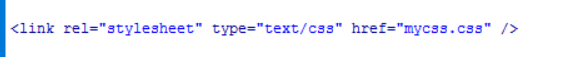 <link rel="stylesheet" type="text/css" href="mycss.css" />